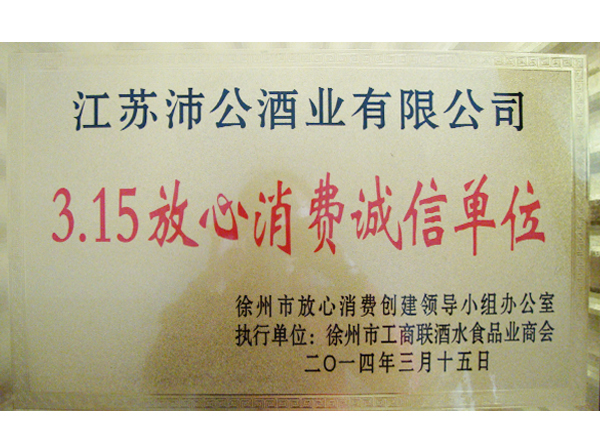 江苏沛公酒业有限公司
3.15放心消费诚信单位
徐州市放心消费创建领导小组办公室
执行单位：徐州市工商联酒水食品业商会
二〇一四年三月十五日